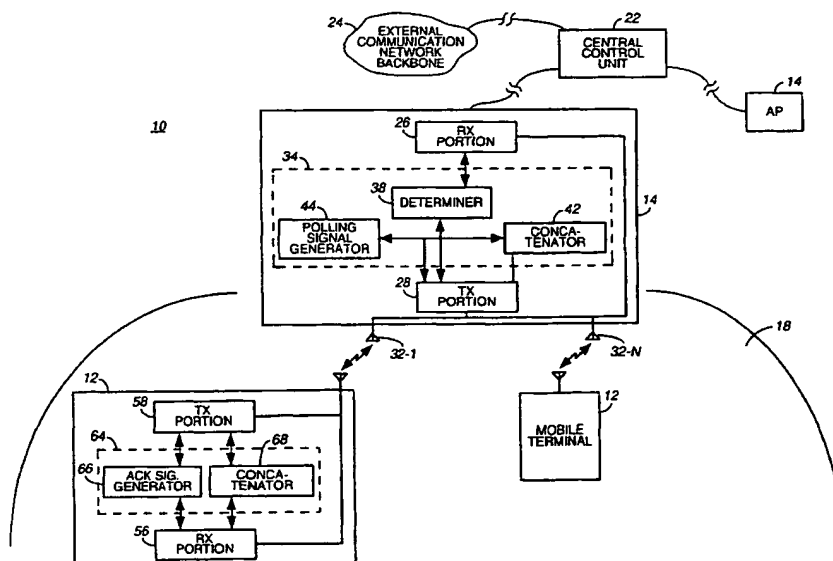 24
EXTERNAL
COMMUNICATION
NETWORK
BACKBONE
22
CENTRAL
CONTROL
UNIT
14
AP
10
26
RX
PORTION
34
38
DETERMINER
44
POLLING
SIGNAL
GENERATOR
42
CONCA-
TENATOR
14
28
TX
PORTION
32-1
32-N
18
12
58
TX
PORTION
64
68
66
ACK SIG.
GENERATOR
CONCA-
TENATOR
56
RX
PORTION
12
MOBILE
TERMINAL